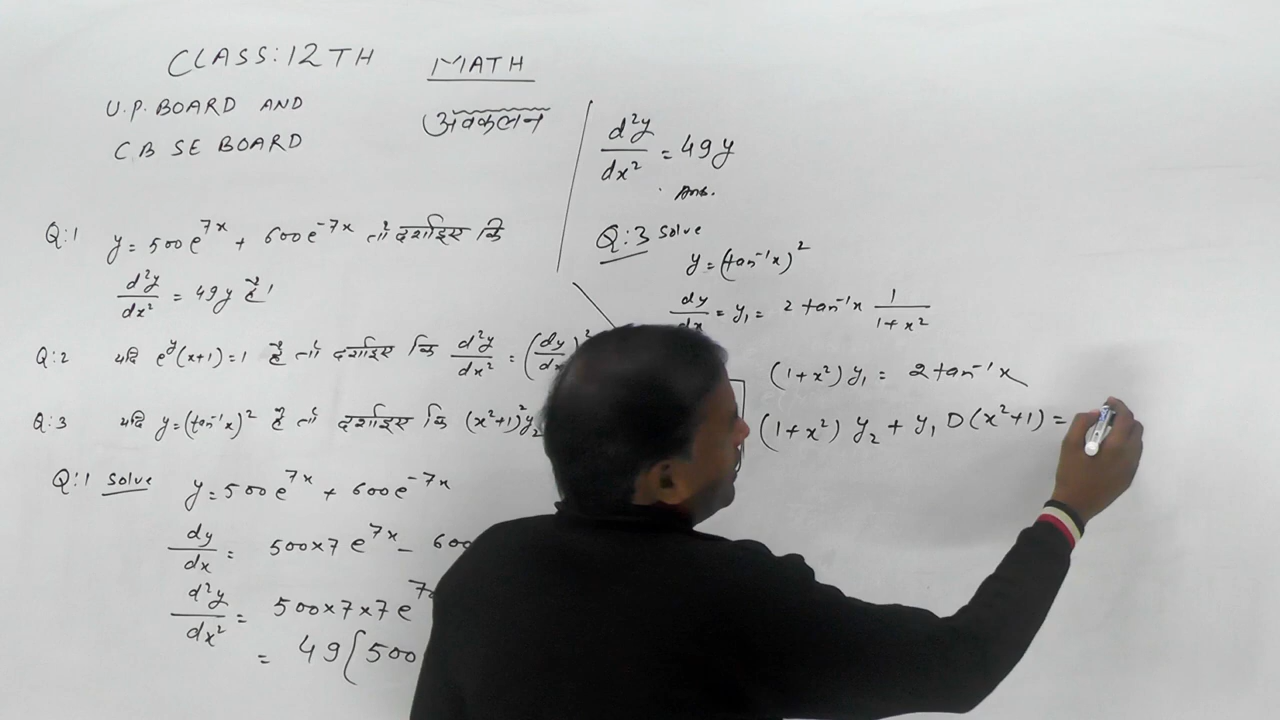 CLASS: 12TH MATH
U.P. BOARD AND
CB SE BOARD
अवकलन
Q:1 y = 500e^{7x} + 600e^{-7x} तो दर्शाइए कि
d²y/dx² = 49y है।
Q:2 यदि e^y(x+1)=1 है तो दर्शाइए कि d²y/dx² = (dy/dx)²
Q:3 यदि y=(tan⁻¹x)² है तो दर्शाइए कि (x²+1)²y₂
Q:1 Solve y = 500e^{7x} + 600e^{-7x}
dy/dx = 500×7 e^{7x} - 600
d²y/dx² = 500×7×7e
= 49(500
d²y/dx² = 49y
Ans.
Q:3 Solve
y = (tan⁻¹x)²
dy/dx = y₁ = 2 tan⁻¹x 1/(1+x²)
(1+x²) y₁ = 2 tan⁻¹x
(1+x²) y₂ + y₁ D(x²+1) =